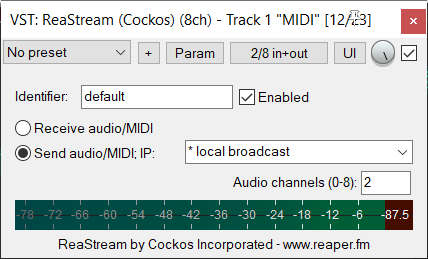 VST: ReaStream (Cockos) (8ch) - Track 1 "MIDI" [12/23]
No preset + Param 2/8 in+out UI
Identifier: default Enabled
Receive audio/MIDI
Send audio/MIDI; IP: * local broadcast
Audio channels (0-8): 2
-78 -72 -66 -60 -54 -48 -42 -36 -30 -24 -18 -12 -6 -87.5
ReaStream by Cockos Incorporated - www.reaper.fm